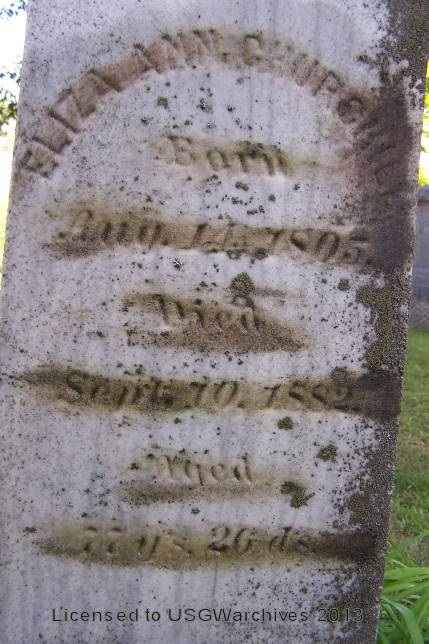 ELIZA ANN CHURCHILL
Born
Aug. 14, 1805.
Died
Sept. 10, 1882.
Aged
77 ys. 26 ds.
Licensed to USGWarchives 2013